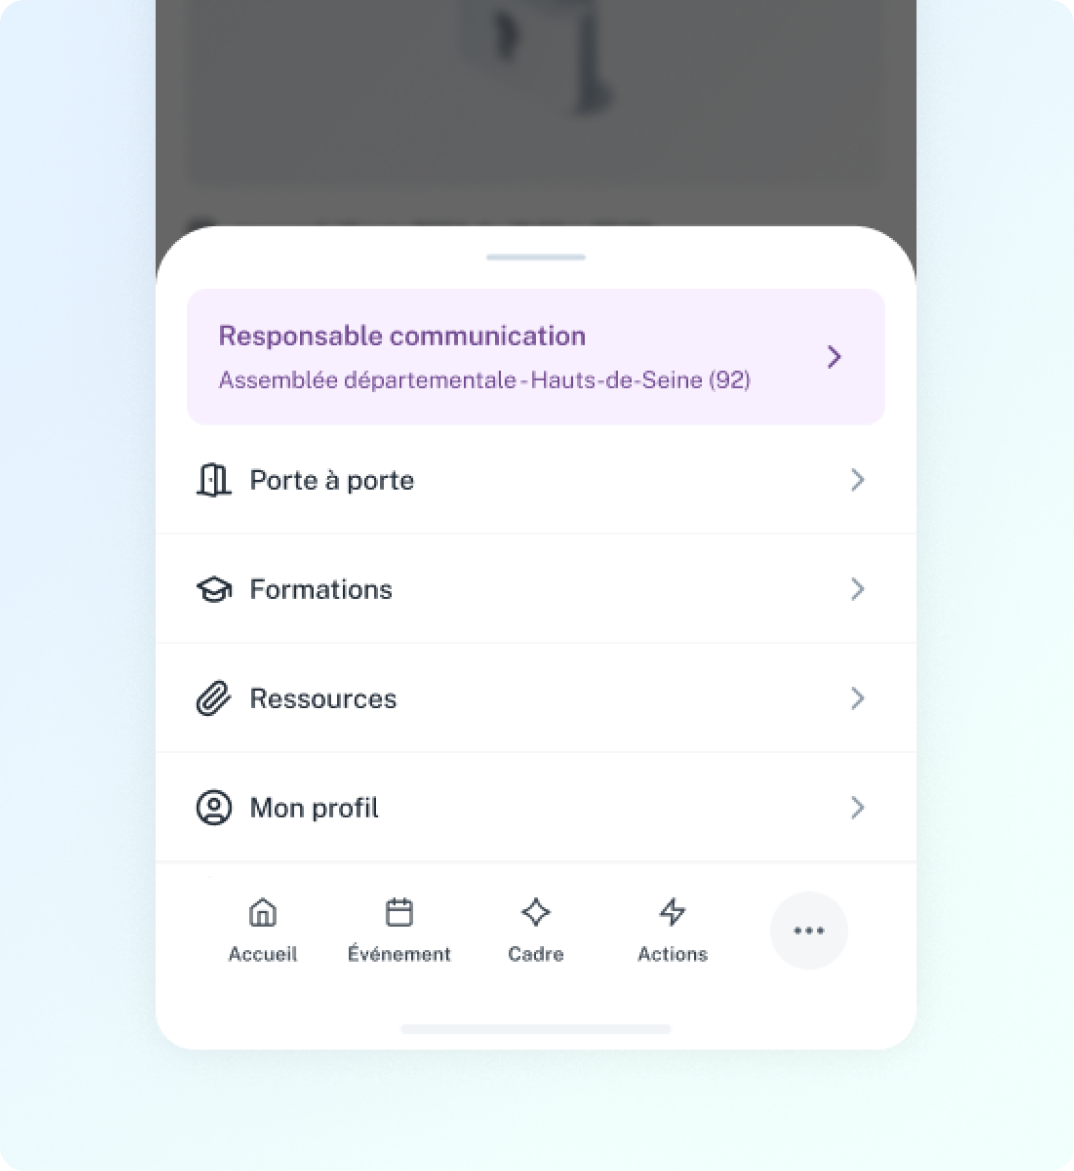 Responsable communication
Assemblée départementale - Hauts-de-Seine (92)
Porte à porte
Formations
Ressources
Mon profil
Accueil
Événement
Cadre
Actions